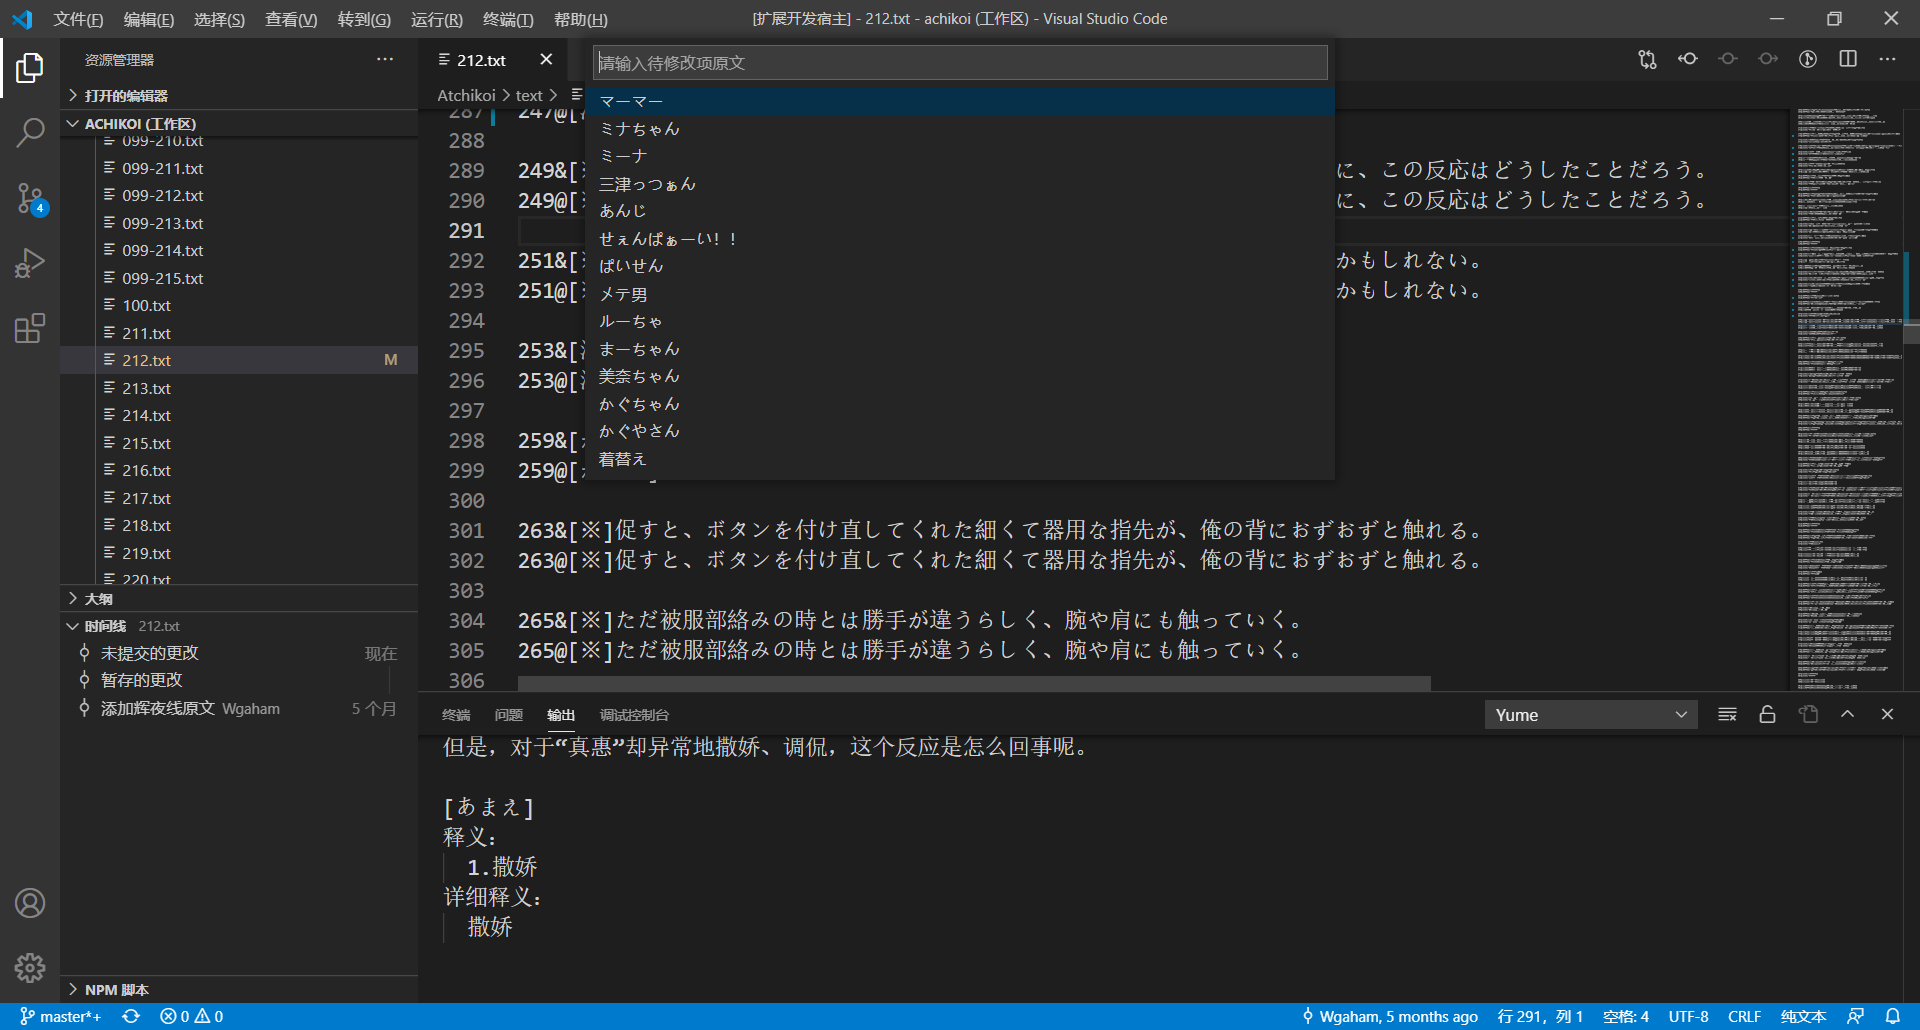 文件(F) 编辑(E) 选择(S) 查看(V) 转到(G) 运行(R) 终端(T) 帮助(H)
[扩展开发宿主] - 212.txt - achikoi (工作区) - Visual Studio Code
资源管理器
打开的编辑器
ACHIKOI (工作区)
099-210.txt
099-211.txt
099-212.txt
099-213.txt
099-214.txt
099-215.txt
100.txt
211.txt
212.txt M
213.txt
214.txt
215.txt
216.txt
217.txt
218.txt
219.txt
220.txt
大纲
时间线 212.txt
未提交的更改 现在
暂存的更改
添加辉夜线原文 Wgaham 5 个月
NPM 脚本
4
212.txt
Atchikoi > text >
请输入待修改项原文
マーマー
ミナちゃん
ミーナ
三津っつぁん
あんじ
せぇんぱぁーい！！
ぱいせん
メテ男
ルーちゃ
まーちゃん
美奈ちゃん
かぐちゃん
かぐやさん
着替え
287 247@[
288
289 249&[ に、この反応はどうしたことだろう。
290 249@[ に、この反応はどうしたことだろう。
291
292 251&[ かもしれない。
293 251@[ かもしれない。
294
295 253&[
296 253@[
297
298 259&[
299 259@[ ]
300
301 263&[※]促すと、ボタンを付け直してくれた細くて器用な指先が、俺の背におずおずと触れる。
302 263@[※]促すと、ボタンを付け直してくれた細くて器用な指先が、俺の背におずおずと触れる。
303
304 265&[※]ただ被服部絡みの時とは勝手が違うらしく、腕や肩にも触っていく。
305 265@[※]ただ被服部絡みの時とは勝手が違うらしく、腕や肩にも触っていく。
306
终端 问题 输出 调试控制台
Yume
但是，对于“真惠”却异常地撒娇、调侃，这个反应是怎么回事呢。
[あまえ]
释义：
1.撒娇
详细释义：
撒娇
master*+ 0 0
Wgaham, 5 months ago 行 291，列 1 空格: 4 UTF-8 CRLF 纯文本